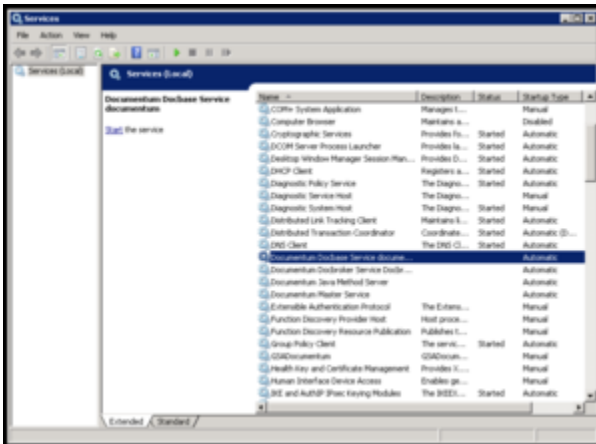 Services
File Action View Help
Services (Local)
Services (Local)
Documentum Docbase Service
documentum
Start the service
Name Description Status Startup Type
COM+ System Application Manages t... Manual
Computer Browser Maintains a... Disabled
Cryptographic Services Provides fo... Started Automatic
DCOM Server Process Launcher Provides la... Started Automatic
Desktop Window Manager Session Man... Provides D... Started Automatic
DHCP Client Registers a... Started Automatic
Diagnostic Policy Service The Diagno... Started Automatic
Diagnostic Service Host The Diagno... Manual
Diagnostic System Host The Diagno... Started Manual
Distributed Link Tracking Client Maintains li... Started Automatic
Distributed Transaction Coordinator Coordinate... Started Automatic (D...
DNS Client The DNS Cl... Started Automatic
Documentum Docbase Service docume... Automatic
Documentum Docbroker Service Docbr... Automatic
Documentum Java Method Server Automatic
Documentum Master Service Automatic
Extensible Authentication Protocol The Extens... Manual
Function Discovery Provider Host Host proce... Manual
Function Discovery Resource Publication Publishes t... Manual
Group Policy Client The servic... Started Automatic
GSADocumentum GSADocum... Manual
Health Key and Certificate Management Provides X.... Manual
Human Interface Device Access Enables ge... Manual
IKE and AuthIP IPsec Keying Modules The IKEEX... Started Automatic
Extended Standard